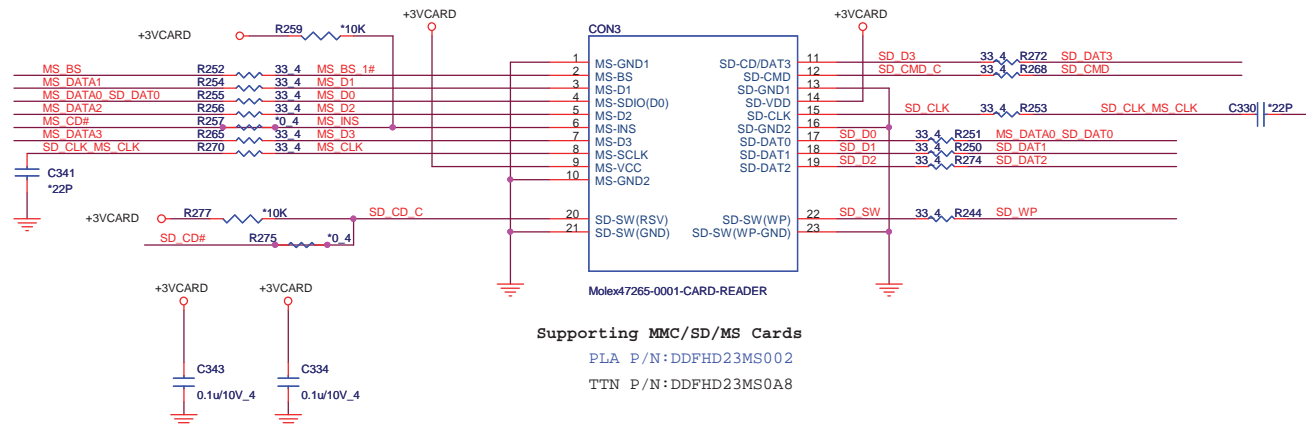 +3VCARD
+3VCARD
R259
*10K
+3VCARD
CON3
MS_BS
R252
33_4
MS_BS_1#
MS_DATA1
R254
33_4
MS_D1
MS_DATA0_SD_DAT0
R255
33_4
MS_D0
MS_DATA2
R256
33_4
MS_D2
MS_CD#
R257
*0_4
MS_INS
MS_DATA3
R265
33_4
MS_D3
SD_CLK_MS_CLK
R270
33_4
MS_CLK
C341
*22P
1
MS-GND1
2
MS-BS
3
MS-D1
4
MS-SDIO(D0)
5
MS-D2
6
MS-INS
7
MS-D3
8
MS-SCLK
9
MS-VCC
10
MS-GND2
20
SD-SW(RSV)
21
SD-SW(GND)
SD-CD/DAT3
11
SD-CMD
12
SD-GND1
13
SD-VDD
14
SD-CLK
15
SD-GND2
16
SD-DAT0
17
SD-DAT1
18
SD-DAT2
19
SD-SW(WP)
22
SD-SW(WP-GND)
23
SD_D3
33_4
R272
SD_DAT3
SD_CMD_C
33_4
R268
SD_CMD
SD_CLK
33_4
R253
SD_CLK_MS_CLK
C330
*22P
SD_D0
33_4
R251
MS_DATA0_SD_DAT0
SD_D1
33_4
R250
SD_DAT1
SD_D2
33_4
R274
SD_DAT2
SD_SW
33_4
R244
SD_WP
+3VCARD
R277
*10K
SD_CD_C
SD_CD#
R275
*0_4
Molex47265-0001-CARD-READER
+3VCARD
+3VCARD
C343
0.1u/10V_4
C334
0.1u/10V_4
Supporting MMC/SD/MS Cards
PLA P/N:DDFHD23MS002
TTN P/N:DDFHD23MS0A8